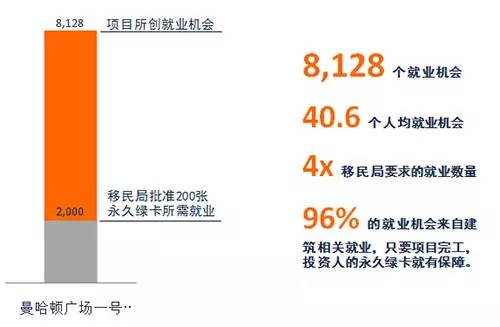 8,128 项目所创就业机会
移民局批准200张
2,000 永久绿卡所需就业
曼哈顿广场一号..
8,128 个就业机会
40.6 个人均就业机会
4x 移民局要求的就业数量
96% 的就业机会来自建
筑相关就业，只要项目完工，
投资人的永久绿卡就有保障。